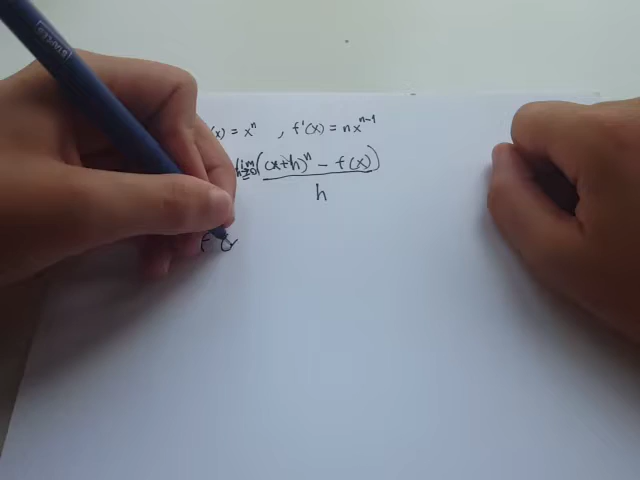 (x) = xⁿ , f'(x) = nxⁿ⁻¹
lim h→0 ((x+h)ⁿ − f(x))
h